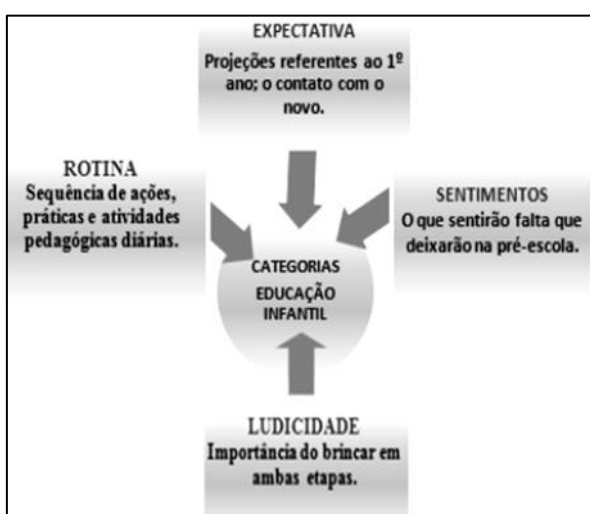 EXPECTATIVA
Projeções referentes ao 1º
ano; o contato com o
novo.
ROTINA
Sequência de ações,
práticas e atividades
pedagógicas diárias.
SENTIMENTOS
O que sentirão falta que
deixarão na pré-escola.
CATEGORIAS
EDUCAÇÃO
INFANTIL
LUDICIDADE
Importância do brincar em
ambas etapas.